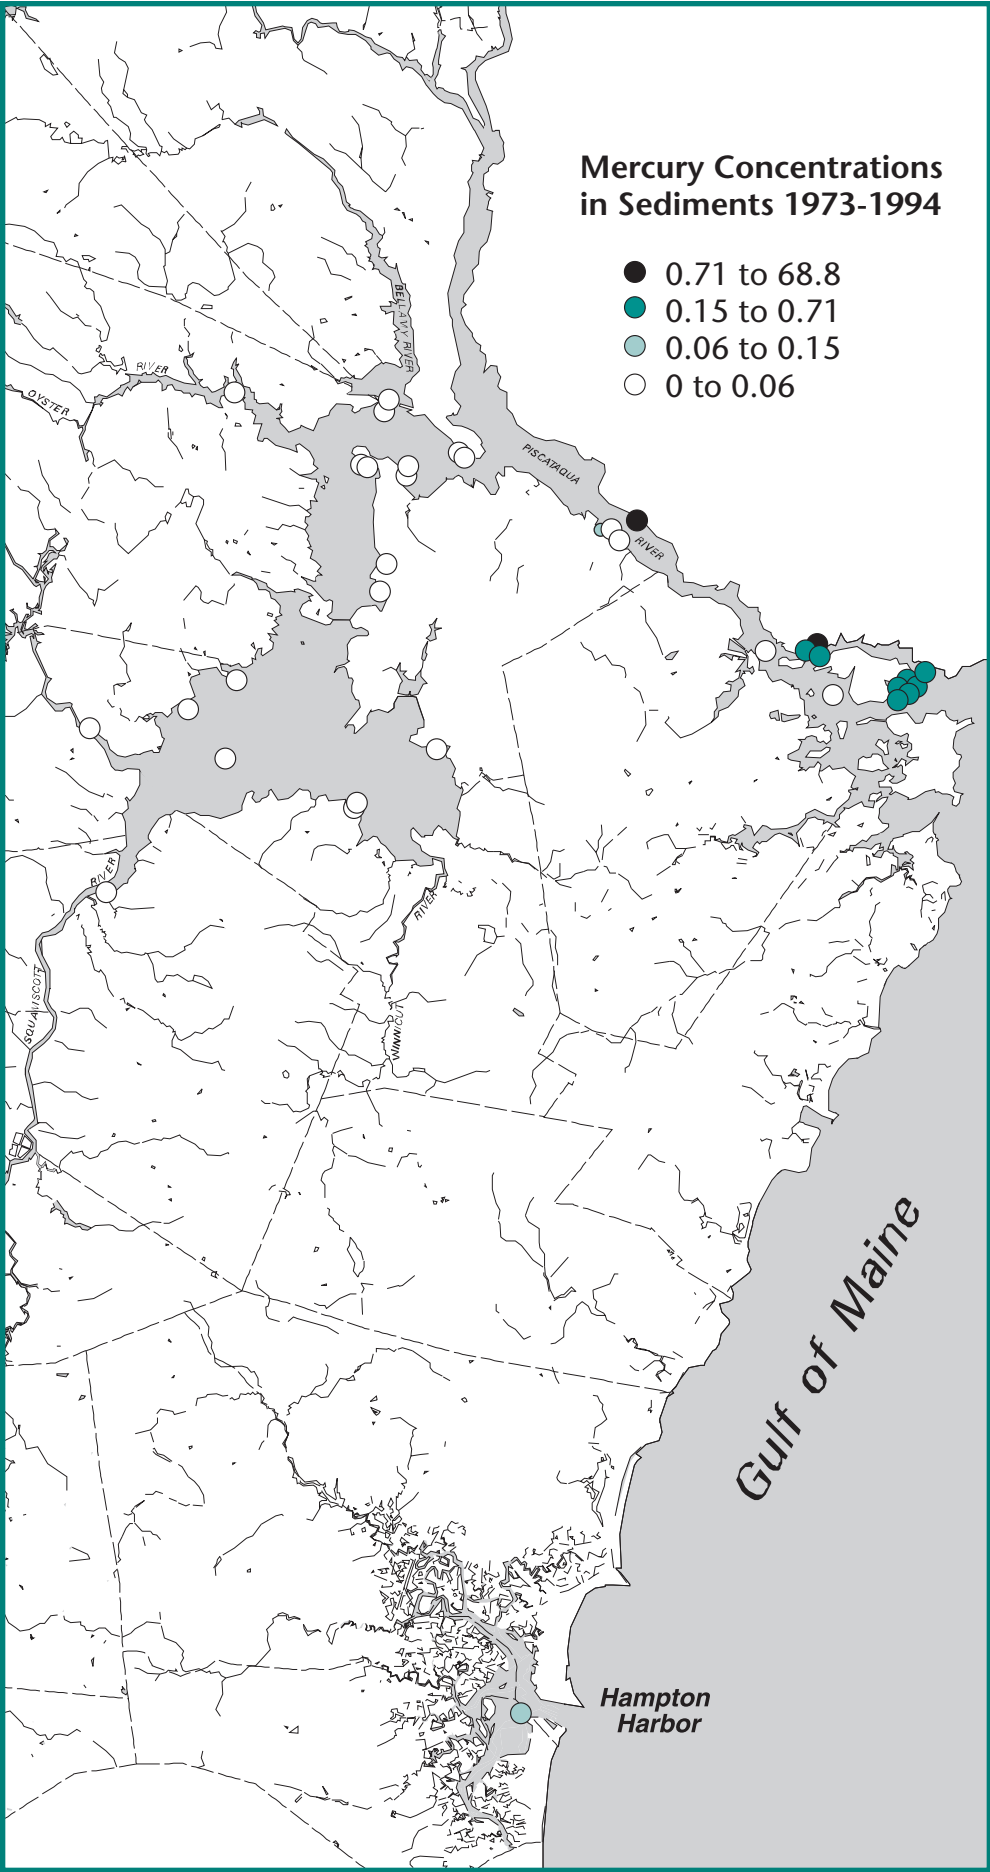 Mercury Concentrations
in Sediments 1973-1994
0.71 to 68.8
0.15 to 0.71
0.06 to 0.15
0 to 0.06
BELLAMY RIVER
RIVER
OYSTER
PISCATAQUA
RIVER
RIVER
RIVER
SQUAMSCOTT
WINNICUT
Gulf of Maine
Hampton
Harbor